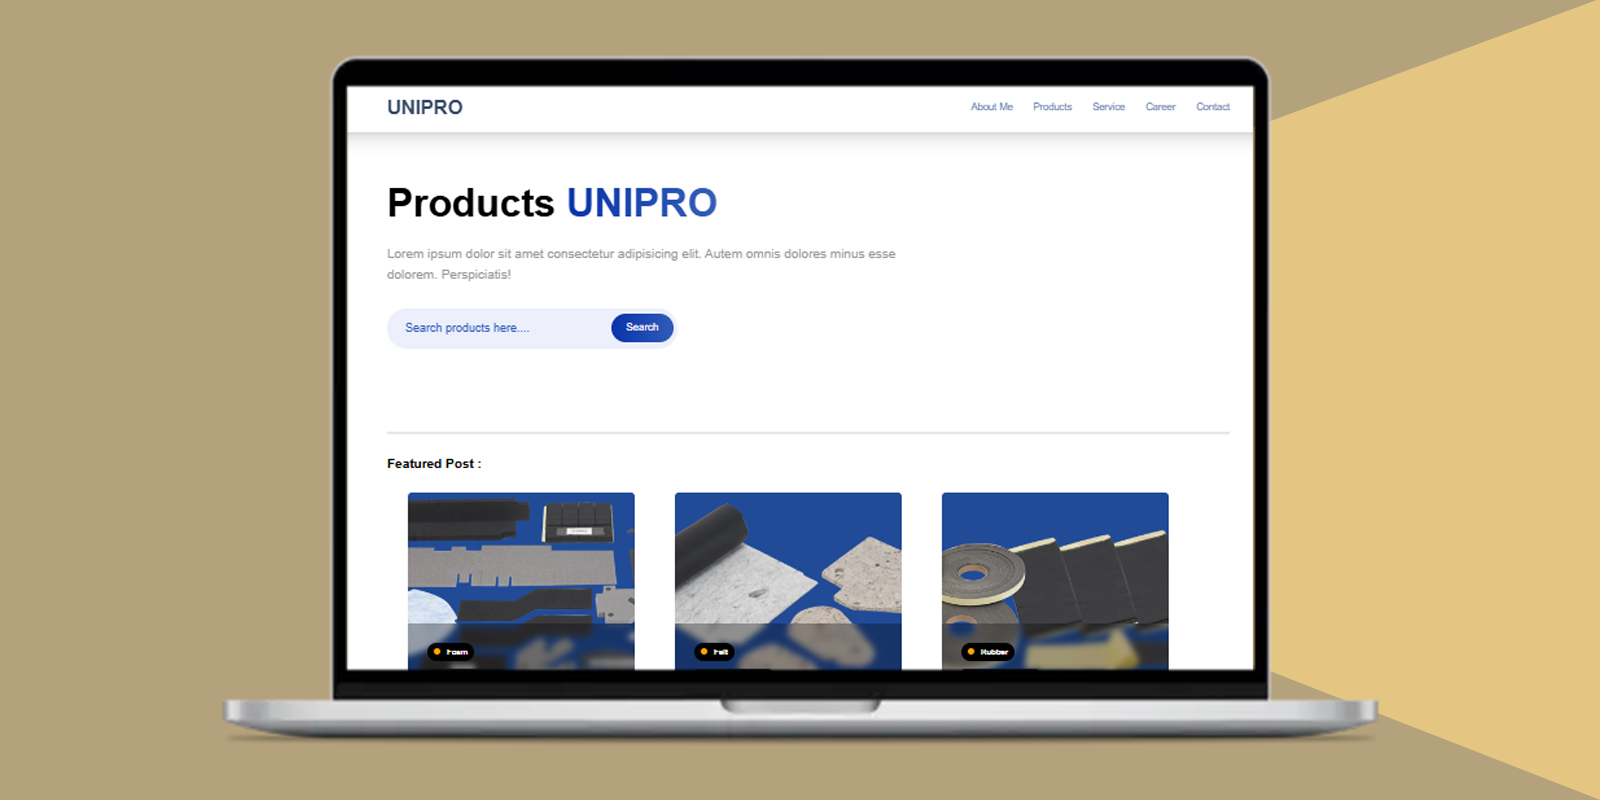 UNIPRO
About Me Products Service Career Contact
Products UNIPRO
Lorem ipsum dolor sit amet consectetur adipisicing elit. Autem omnis dolores minus esse
dolorem. Perspiciatis!
Search products here.... Search
Featured Post :
Foam Felt Rubber